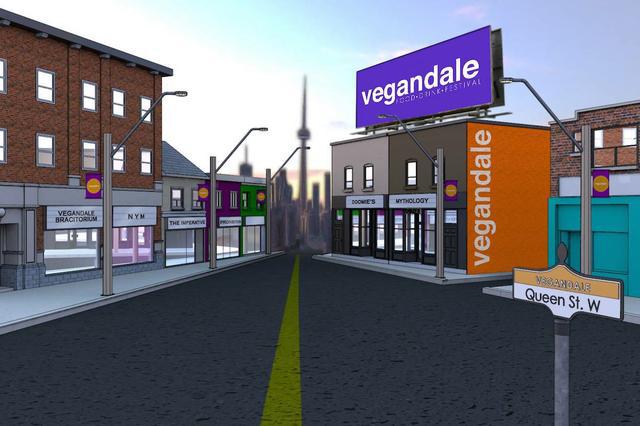 vegandale
FOOD•DRINK•FESTIVAL
vegandale
VEGANDALE
BRACITORIUM
NYM
THE IMPERATIVE
DOOMIE'S
MYTHOLOGY
VEGANDALE
Queen St. W